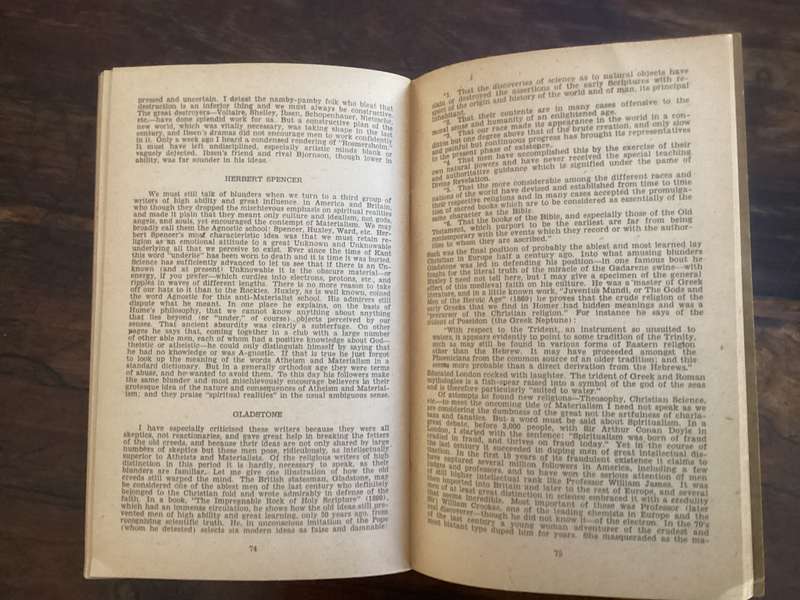 pressed and uncertain. I detest the namby-pamby folk who bleat that
destruction is an inferior thing and we must always be constructive.
The great destroyers—Voltaire, Shelley, Ibsen, Schopenhauer, Nietzsche,
etc.—have done splendid work for us. But a constructive plan of the
new world, which was vitally necessary, was taking shape in the last
century, and Ibsen's dramas did not encourage men to work confidently
in it. Only a week ago I heard a condensed rendering of "Rosmersholm."
It must have left undisciplined, especially artistic minds blank or
vaguely dejected. Ibsen's friend and rival Bjornson, though lower in
ability, was far sounder in his ideas.
HERBERT SPENCER
We must still talk of blunders when we turn to a third group of
writers of high ability and great influence in America and Britain,
who though they dropped the mischievous emphasis on spiritual realities
and made it plain that they meant only culture and idealism, not gods,
angels, and souls, yet encouraged the contempt of Materialism. We may
broadly call them the Agnostic school: Spencer, Huxley, Ward, etc. Her-
bert Spencer's most characteristic idea was that we must retain re-
ligion as an emotional attitude to a great Unknown and Unknowable
underlying all that we perceive to exist. Ever since the time of Kant
this word "underlie" has been worn to death and it is time it was buried.
Science has sufficiently advanced to let us see that if there is an Un-
known (and at present Unknowable) it is the obscure material—or
energy, if you prefer—which curdles into electrons, protons, etc., and
ripples in waves of different lengths. There is no more reason to take
off our hats to it than to the Rockies. Huxley, as is well known, coined
the word Agnostic for this anti-Materialist school. His admirers still
dispute what he meant. In one place he explains, on the basis of
Hume's philosophy, that we cannot know anything about anything
that lies beyond (or "under," of course) objects perceived by our
senses. That ancient absurdity was clearly a subterfuge. On other
pages he says that, coming together in a club with a large number
of other able men, each of whom had a positive knowledge about God—
theistic or atheistic—he could only distinguish himself by saying that
he had no knowledge or was A-gnostic. If that is true he just forgot
to look up the meaning of the words Atheism and Materialism in a
standard dictionary. But in a generally orthodox age they were terms
of abuse, and he wanted to avoid them. To this day his followers make
the same blunder and most mischievously encourage believers in their
grotesque idea of the nature and consequences of Atheism and Material-
ism; and they praise "spiritual realities" in the usual ambiguous sense.
GLADSTONE
I have especially criticised these writers because they were all
skeptics, not reactionaries, and gave great help in breaking the fetters
of the old creeds, and because their ideas are not only shared by large
numbers of skeptics but these men pose, ridiculously, as intellectually
superior to Atheists and Materialists. Of the religious writers of high
distinction in this period it is hardly, necessary to speak, as their
blunders are familiar. Let me give one illustration of how the old
creeds still warped the mind. The British statesman, Gladstone, may
be considered one of the ablest men of the last century who definitely
belonged to the Christian fold and wrote admirably in defense of the
faith. In a book, "The Impregnable Rock of Holy Scripture" (1890),
which had an immense circulation, he shows how the old ideas still pre-
vented men of high ability and great learning, only 50 years ago, from
recognising scientific truth. He, in unconscious imitation of the Pope
(whom he detested) selects six modern ideas as false and damnable:
74
"1. That the discoveries of science as to natural objects have
shaken or destroyed the assertions of the early Scriptures with re-
spect of the origin and history of the world and of man, its principal
inhabitant.
"2. That their contents are in many cases offensive to the
moral sense and humanity of an enlightened age.
"3. That our race made its appearance in the world in a con-
dition but one degree above that of the brute creation, and only slow
and painful but continuous progress has brought its representatives
to the present phase of existence.
"4. That men have accomplished this by the exercise of their
own natural powers and have never received the special teaching
and authoritative guidance which is signified under the name of
Divine Revelation.
"5. That the more considerable among the different races and
nations of the world have devised and established from time to time
their respective religions and in many cases accepted the promulga-
tion of sacred books which are to be considered as essentially of the
same character as the Bible.
"6. That the books of the Bible, and especially those of the Old
Testament, which purport to be the earliest are far from being
contemporary with the events which they record or with the author-
ities to whom they are ascribed."
Such was the final position of probably the ablest and most learned lay
Christian in Europe half a century ago. Into what amusing blunders
Gladstone was led in defending his position—in one famous bout he
fought for the literal truth of the miracle of the Gadarene swine—with
Huxley I need not tell here, but I may give a specimen of the general
effect of this medieval faith on his culture. He was a master of Greek
literature, and in a little known work, "Juventus Mundi, or The Gods and
Men of the Heroic Age" (1869) he proves that the crude religion of the
early Greeks that we find in Homer had hidden meanings and was a
"precursor of the Christian religion." For instance he says of the
trident of Poseidon (the Greek Neptune):
"With respect to the Trident, an instrument so unsuited to
water, it appears evidently to point to some tradition of the Trinity,
such as may still be found in various forms of Eastern religion
other than the Hebrew. It may have proceeded amongst the
Phoenicians from the common source of an older tradition; and this
seems more probable than a direct derivation from the Hebrews."
Educated London rocked with laughter. The trident of Greek and Roman
mythologies is a fish-spear raised into a symbol of the god of the seas
and is therefore particularly "suited to water."
Of attempts to found new religions—Theosophy, Christian Science,
etc.—to meet the oncoming tide of Materialism I need not speak as we
are considering the dumbness of the great not the artfulness of charla-
tans and fanatics. But a word must be said about Spiritualism. In a
great debate, before 3,000 people, with Sir Arthur Conan Doyle in
London, I started with the sentence: "Spiritualism was born of fraud
cradled in fraud, and thrives on fraud today." Yet in the course of
the last century it succeeded in duping men of great intellectual dis-
tinction. In the first 10 years of its fraudulent existence it claims to
have captured several million followers in America, including a few
judges and professors, and to have won the serious attention of men
of still higher intellectual rank like Professor William James. It was
then imported into Britain and later to the rest of Europe, and several
men of at least great distinction in science embraced it with a credulity
that seems incredible. Most important of these was Professor (later
Sir) William Crookes, one of the leading chemists in Europe and the
real discoverer—though he did not know it—of the electron. In the 70's
of the last century a young woman adventurer of the crudest and
most blatant type duped him for years. She masqueraded as the ma-
75